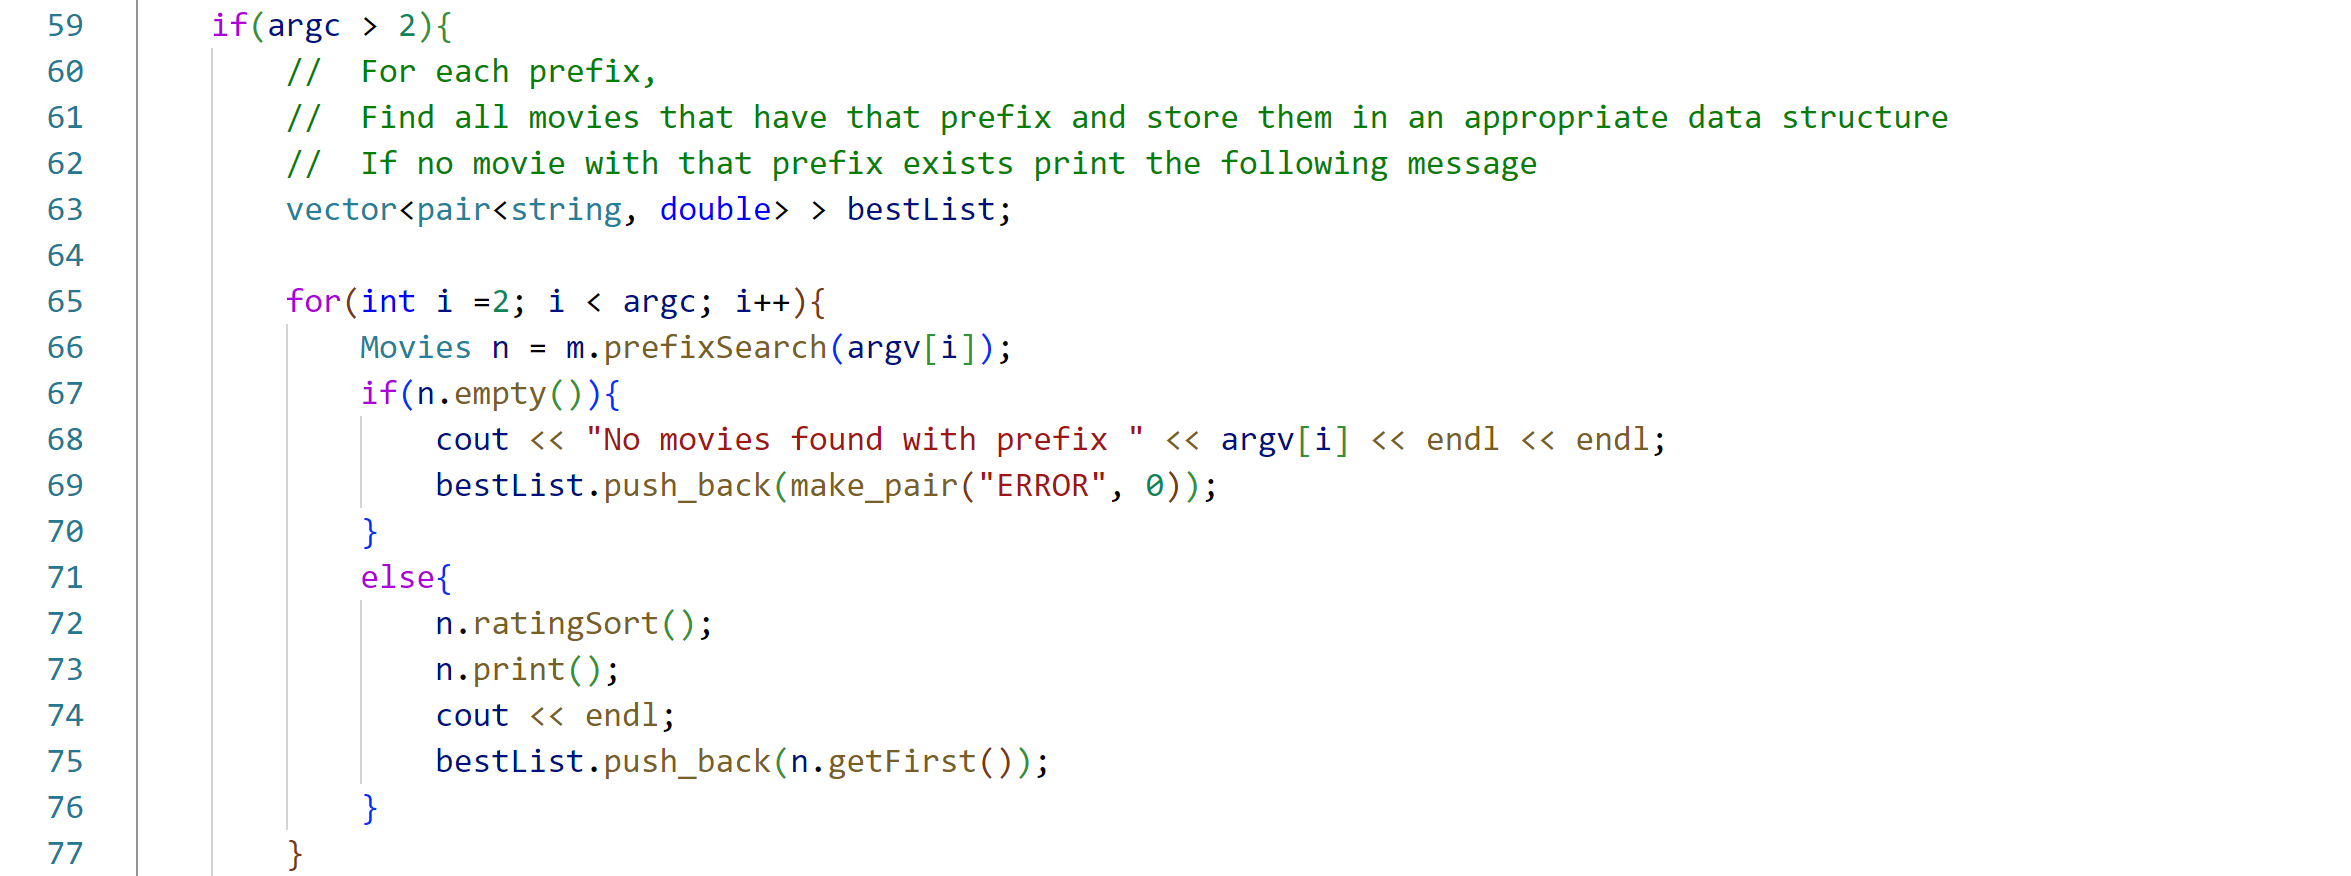 59 if(argc > 2){
60 // For each prefix,
61 // Find all movies that have that prefix and store them in an appropriate data structure
62 // If no movie with that prefix exists print the following message
63 vector<pair<string, double> > bestList;
64
65 for(int i =2; i < argc; i++){
66 Movies n = m.prefixSearch(argv[i]);
67 if(n.empty()){
68 cout << "No movies found with prefix " << argv[i] << endl << endl;
69 bestList.push_back(make_pair("ERROR", 0));
70 }
71 else{
72 n.ratingSort();
73 n.print();
74 cout << endl;
75 bestList.push_back(n.getFirst());
76 }
77 }